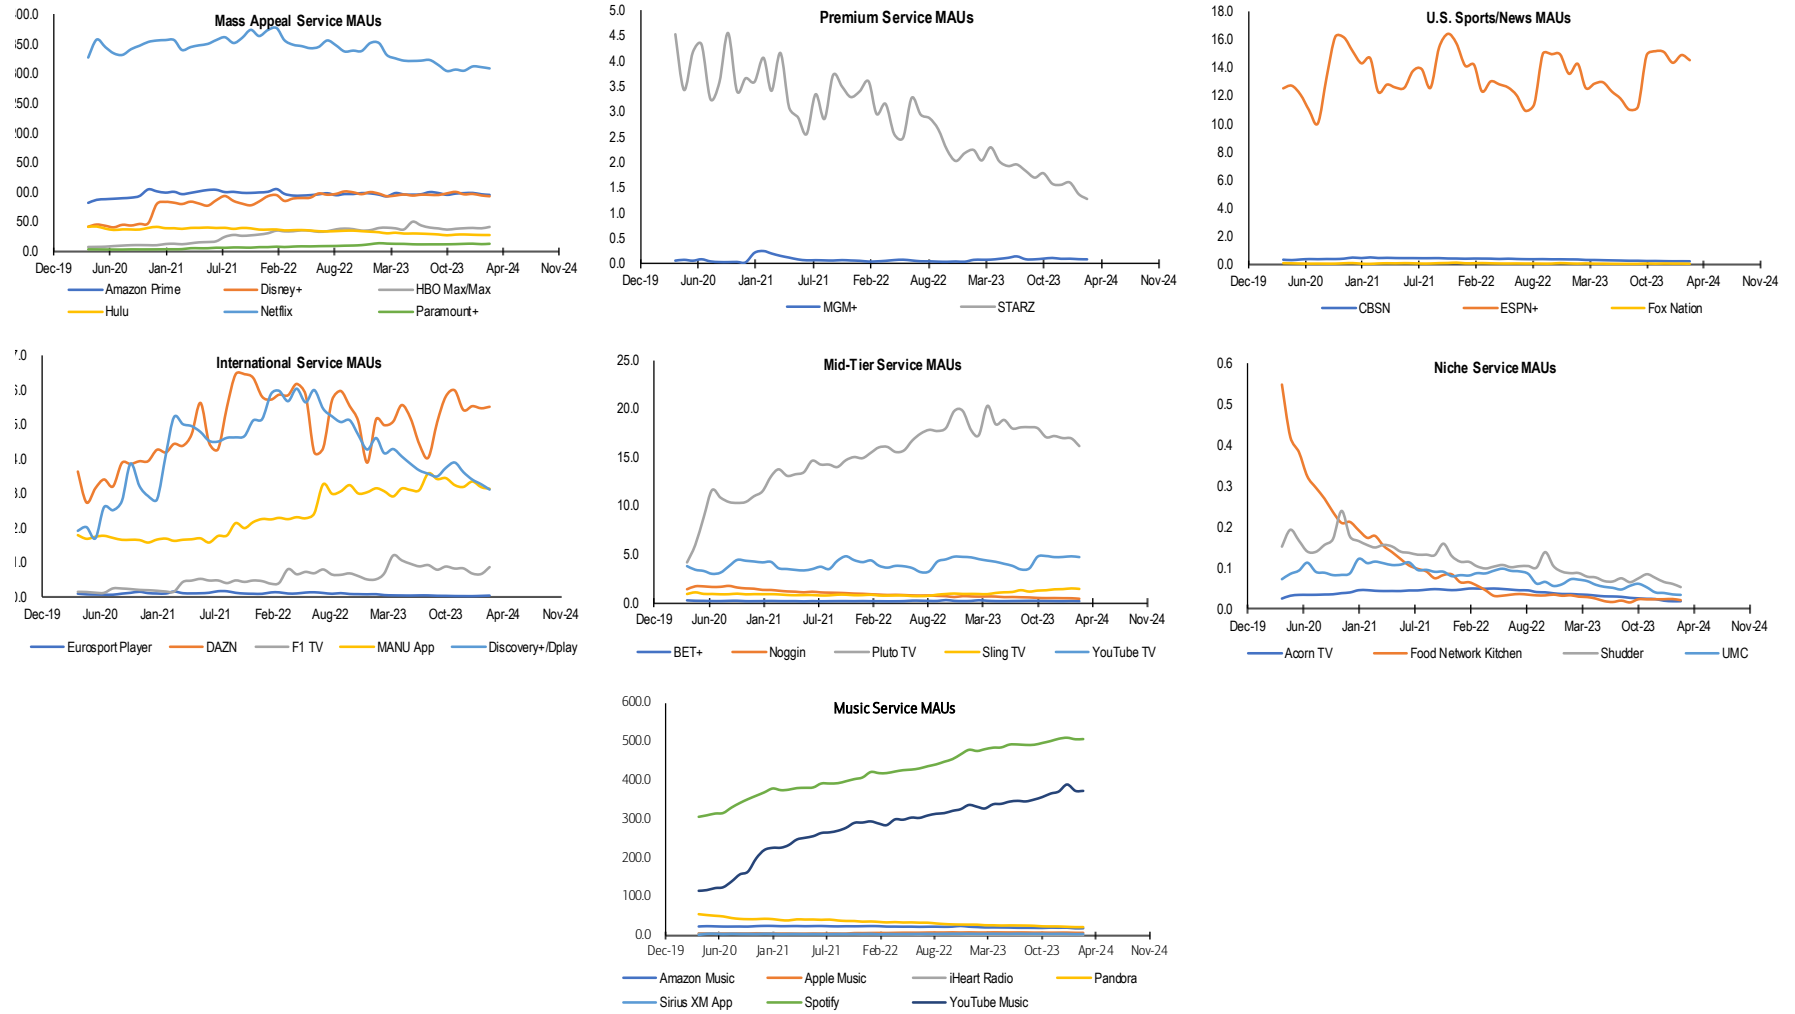 Mass Appeal Service MAUs
00.0
50.0
00.0
50.0
00.0
50.0
00.0
50.0
0.0
Dec-19 Jun-20 Jan-21 Jul-21 Feb-22 Aug-22 Mar-23 Oct-23 Apr-24 Nov-24
Amazon Prime Disney+ HBO Max/Max
Hulu Netflix Paramount+
Premium Service MAUs
5.0
4.5
4.0
3.5
3.0
2.5
2.0
1.5
1.0
0.5
0.0
Dec-19 Jun-20 Jan-21 Jul-21 Feb-22 Aug-22 Mar-23 Oct-23 Apr-24 Nov-24
MGM+ STARZ
U.S. Sports/News MAUs
18.0
16.0
14.0
12.0
10.0
8.0
6.0
4.0
2.0
0.0
Dec-19 Jun-20 Jan-21 Jul-21 Feb-22 Aug-22 Mar-23 Oct-23 Apr-24 Nov-24
CBSN ESPN+ Fox Nation
International Service MAUs
.0
.0
.0
.0
.0
.0
.0
.0
Dec-19 Jun-20 Jan-21 Jul-21 Feb-22 Aug-22 Mar-23 Oct-23 Apr-24 Nov-24
Eurosport Player DAZN F1 TV MANU App Discovery+/Dplay
Mid-Tier Service MAUs
25.0
20.0
15.0
10.0
5.0
0.0
Dec-19 Jun-20 Jan-21 Jul-21 Feb-22 Aug-22 Mar-23 Oct-23 Apr-24 Nov-24
BET+ Noggin Pluto TV Sling TV YouTube TV
Niche Service MAUs
0.6
0.5
0.4
0.3
0.2
0.1
0.0
Dec-19 Jun-20 Jan-21 Jul-21 Feb-22 Aug-22 Mar-23 Oct-23 Apr-24 Nov-24
Acorn TV Food Network Kitchen Shudder UMC
Music Service MAUs
600.0
500.0
400.0
300.0
200.0
100.0
0.0
Dec-19 Jun-20 Jan-21 Jul-21 Feb-22 Aug-22 Mar-23 Oct-23 Apr-24 Nov-24
Amazon Music Apple Music iHeart Radio Pandora
Sirius XM App Spotify YouTube Music